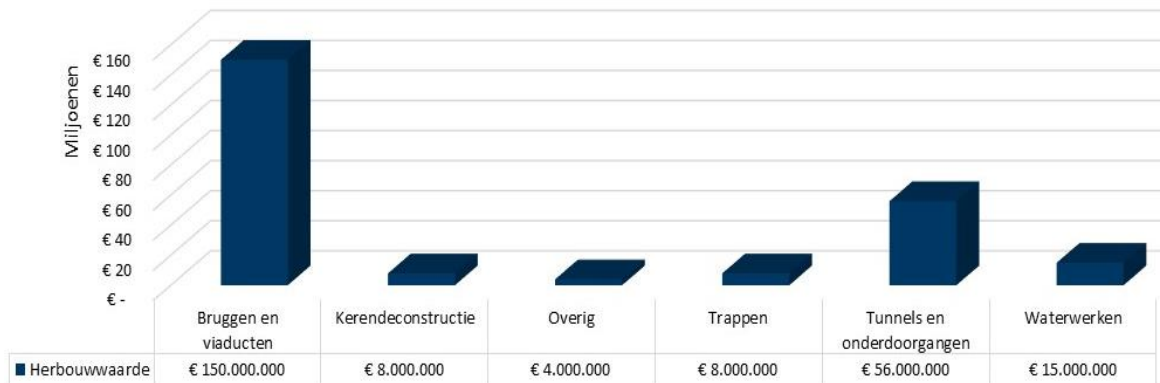 Miljoenen
€ 160
€ 140
€ 120
€ 100
€ 80
€ 60
€ 40
€ 20
€ -
Bruggen en
viaducten
Kerendeconstructie
Overig
Trappen
Tunnels en
onderdoorgangen
Waterwerken
Herbouwwaarde € 150.000.000 € 8.000.000 € 4.000.000 € 8.000.000 € 56.000.000 € 15.000.000